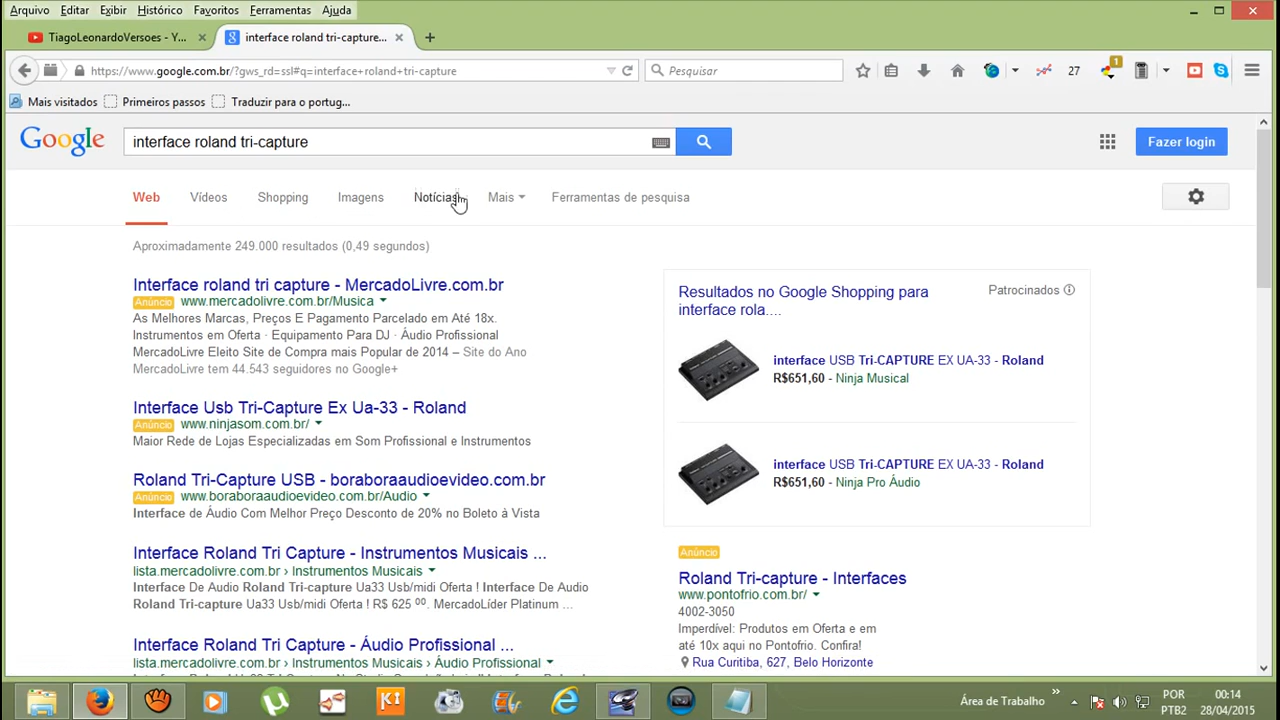 Arquivo Editar Exibir Histórico Favoritos Ferramentas Ajuda
TiagoLeonardoVersoes - Y...
interface roland tri-capture...
https://www.google.com.br/?gws_rd=ssl#q=interface+roland+tri-capture
Pesquisar
27
1
Mais visitados
Primeiros passos
Traduzir para o portug...
Google
interface roland tri-capture
Fazer login
Web Vídeos Shopping Imagens Notícias Mais Ferramentas de pesquisa
Aproximadamente 249.000 resultados (0,49 segundos)
Interface roland tri capture - MercadoLivre.com.br
Anúncio www.mercadolivre.com.br/Musica
As Melhores Marcas, Preços E Pagamento Parcelado em Até 18x.
Instrumentos em Oferta · Equipamento Para DJ · Áudio Profissional
MercadoLivre Eleito Site de Compra mais Popular de 2014 – Site do Ano
MercadoLivre tem 44.543 seguidores no Google+
Interface Usb Tri-Capture Ex Ua-33 - Roland
Anúncio www.ninjasom.com.br/
Maior Rede de Lojas Especializadas em Som Profissional e Instrumentos
Roland Tri-Capture USB - boraboraaudioevideo.com.br
Anúncio www.boraboraaudioevideo.com.br/Audio
Interface de Áudio Com Melhor Preço Desconto de 20% no Boleto à Vista
Interface Roland Tri Capture - Instrumentos Musicais ...
lista.mercadolivre.com.br › Instrumentos Musicais
Interface De Audio Roland Tri-capture Ua33 Usb/midi Oferta ! Interface De Audio
Roland Tri-capture Ua33 Usb/midi Oferta ! R$ 625 00. MercadoLíder Platinum ...
Interface Roland Tri Capture - Áudio Profissional ...
lista.mercadolivre.com.br › Instrumentos Musicais › Áudio Profissional
Resultados no Google Shopping para
interface rola....
Patrocinados
interface USB Tri-CAPTURE EX UA-33 - Roland
R$651,60 - Ninja Musical
interface USB Tri-CAPTURE EX UA-33 - Roland
R$651,60 - Ninja Pro Áudio
Anúncio
Roland Tri-capture - Interfaces
www.pontofrio.com.br/
4002-3050
Imperdível: Produtos em Oferta e em
até 10x aqui no Pontofrio. Confira!
Rua Curitiba, 627, Belo Horizonte
KI
Área de Trabalho
POR
PTB2
00:14
28/04/2015